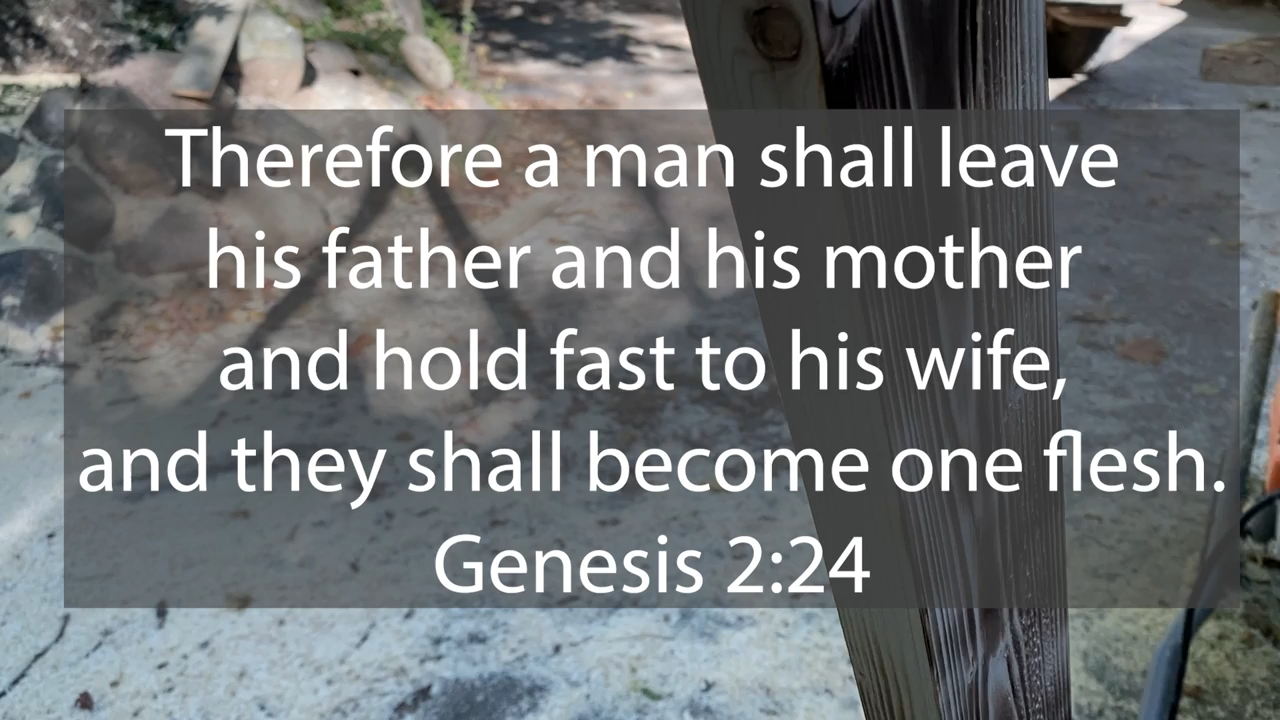 Therefore a man shall leave
his father and his mother
and hold fast to his wife,
and they shall become one flesh.
Genesis 2:24